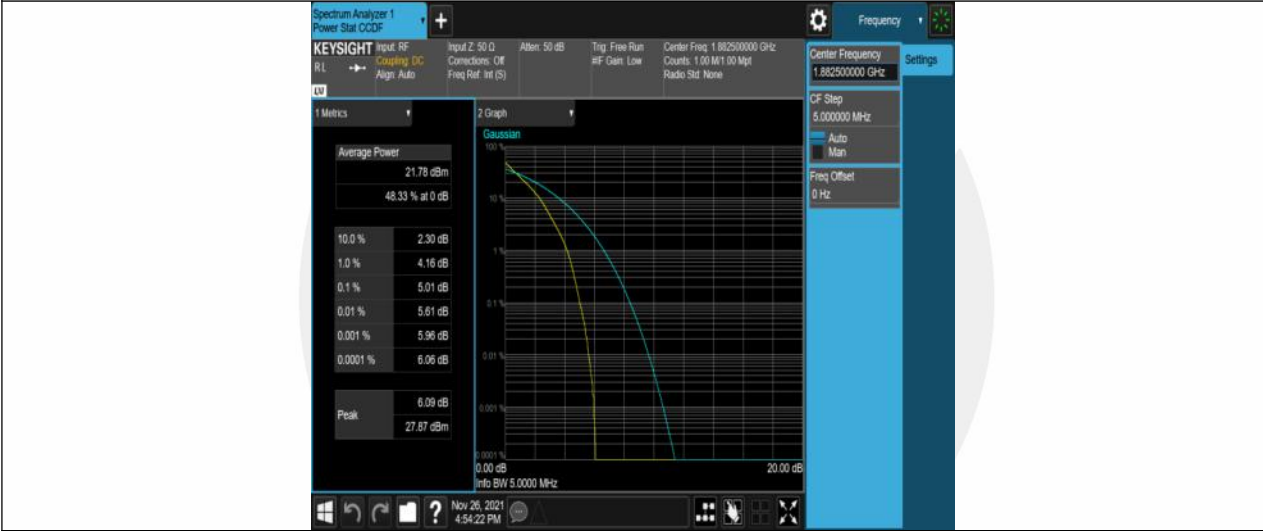 Spectrum Analyzer 1
Power Stat CCDF
+
Frequency
KEYSIGHT
R L
LV
Input: RF
Coupling: DC
Align: Auto
Input Z: 50 Ω
Corrections: Off
Freq Ref: Int (S)
Atten: 50 dB
Trig: Free Run
#IF Gain: Low
Center Freq: 1.882500000 GHz
Counts: 1.00 M/1.00 Mpt
Radio Std: None
Center Frequency
1.882500000 GHz
Settings
CF Step
5.000000 MHz
Auto
Man
Freq Offset
0 Hz
1 Metrics
Average Power
21.78 dBm
48.33 % at 0 dB
10.0 % 2.30 dB
1.0 % 4.16 dB
0.1 % 5.01 dB
0.01 % 5.61 dB
0.001 % 5.96 dB
0.0001 % 6.06 dB
Peak
6.09 dB
27.87 dBm
2 Graph
Gaussian
100 %
10 %
1 %
0.1 %
0.01 %
0.001 %
0.0001 %
0.00 dB 20.00 dB
Info BW 5.0000 MHz
?
Nov 26, 2021
4:54:22 PM